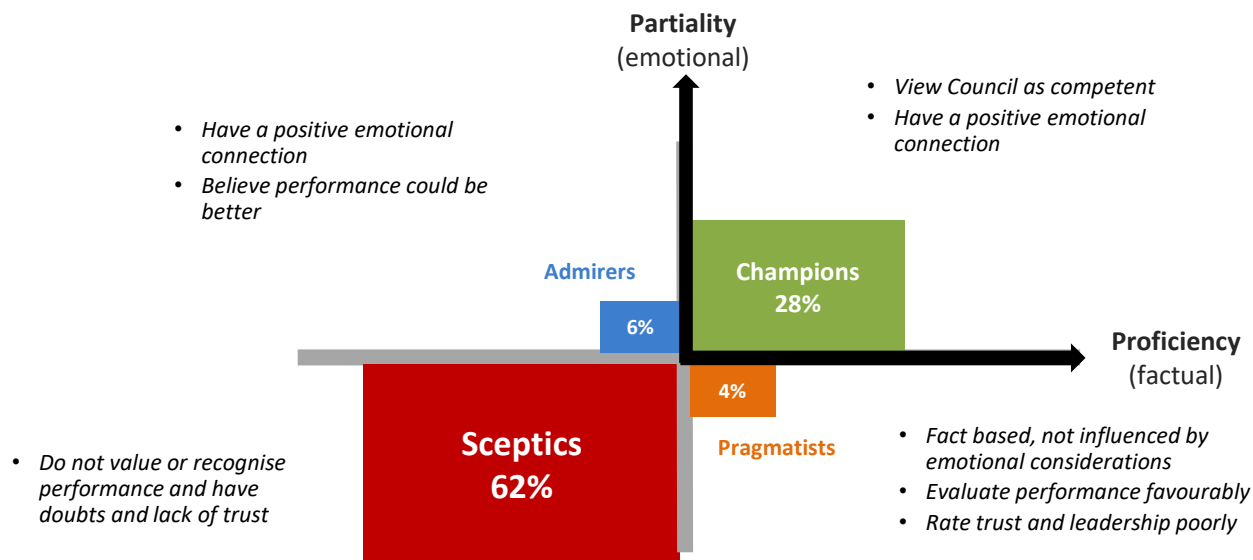 Partiality
(emotional)
• View Council as competent
• Have a positive emotional
connection
• Have a positive emotional
connection
• Believe performance could be
better
Admirers
6%
Champions
28%
Proficiency
(factual)
Sceptics
62%
4%
Pragmatists
• Do not value or recognise
performance and have
doubts and lack of trust
• Fact based, not influenced by
emotional considerations
• Evaluate performance favourably
• Rate trust and leadership poorly